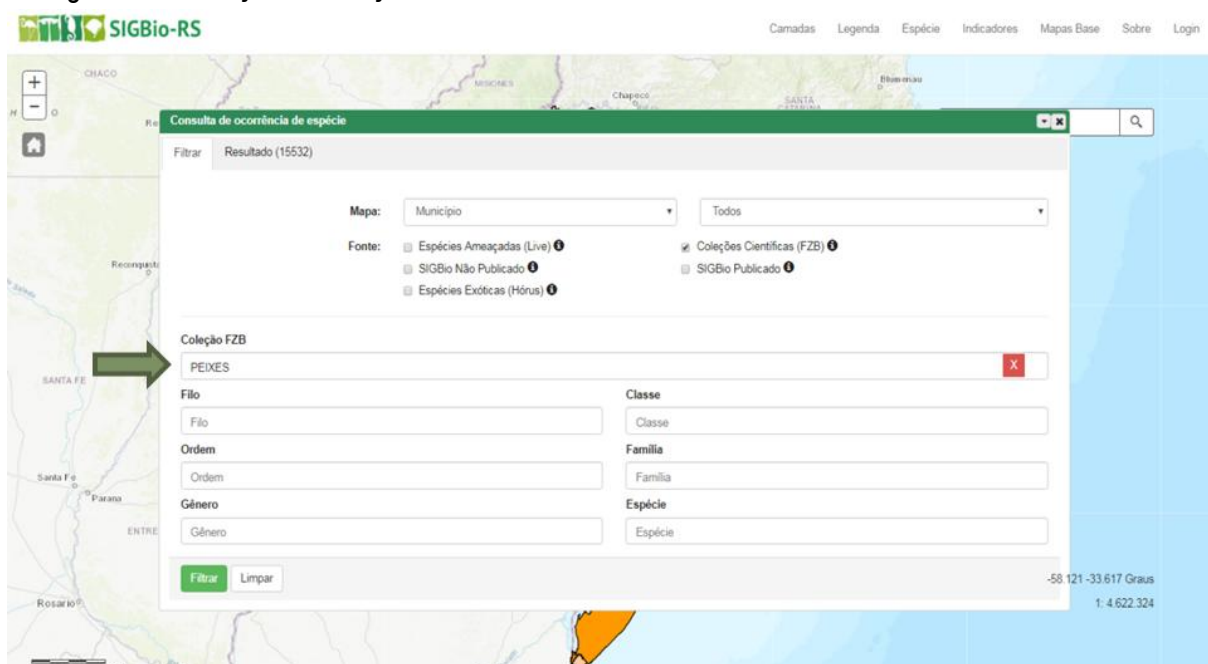 SIGBio-RS
Camadas Legenda Espécie Indicadores Mapas Base Sobre Login
CHACO
MISIONES
Chapecó
Blumenau
SANTA
CATARINA
Consulta de ocorrência de espécie
Filtrar Resultado (15532)
Mapa: Município Todos
Fonte: Espécies Ameaçadas (Live) Coleções Científicas (FZB)
SIGBio Não Publicado SIGBio Publicado
Espécies Exóticas (Hórus)
Reconquista
Coleção FZB
PEIXES X
SANTA FE
Filo Classe
Filo Classe
Ordem Família
Ordem Família
Santa Fe
Parana
Gênero Espécie
ENTRE
Gênero Espécie
Filtrar Limpar
-58.121 -33.617 Graus
Rosario
1: 4.622.324